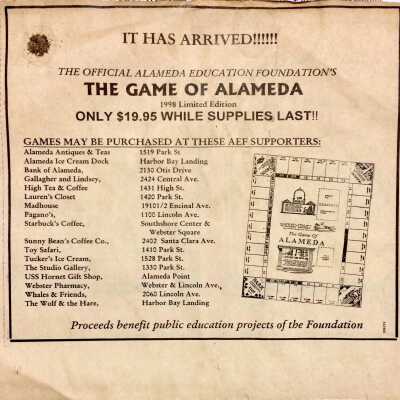 IT HAS ARRIVED!!!!!!
THE OFFICIAL ALAMEDA EDUCATION FOUNDATION'S
THE GAME OF ALAMEDA
1998 Limited Edition
ONLY $19.95 WHILE SUPPLIES LAST!!
GAMES MAY BE PURCHASED AT THESE AEF SUPPORTERS:
Alameda Antiques & Teas 1519 Park St.
Alameda Ice Cream Dock Harbor Bay Landing
Bank of Alameda, 2130 Otis Drive
Gallagher and Lindsey, 2424 Central Ave.
High Tea & Coffee 1431 High St.
Lauren's Closet 1420 Park St.
Madhouse 19101/2 Encinal Ave.
Pagano's, 1100 Lincoln Ave.
Starbuck's Coffee, Southshore Center &
Webster Square
Sunny Bean's Coffee Co., 2402 Santa Clara Ave.
Toy Safari, 1410 Park St.
Tucker's Ice Cream, 1528 Park St.
The Studio Gallery, 1330 Park St.
USS Hornet Gift Shop, Alameda Point
Webster Pharmacy, Webster & Lincoln Ave.
Whales & Friends, 2060 Lincoln Ave.
The Wolf & the Hare, Harbor Bay Landing
The Game Of
ALAMEDA
Proceeds benefit public education projects of the Foundation